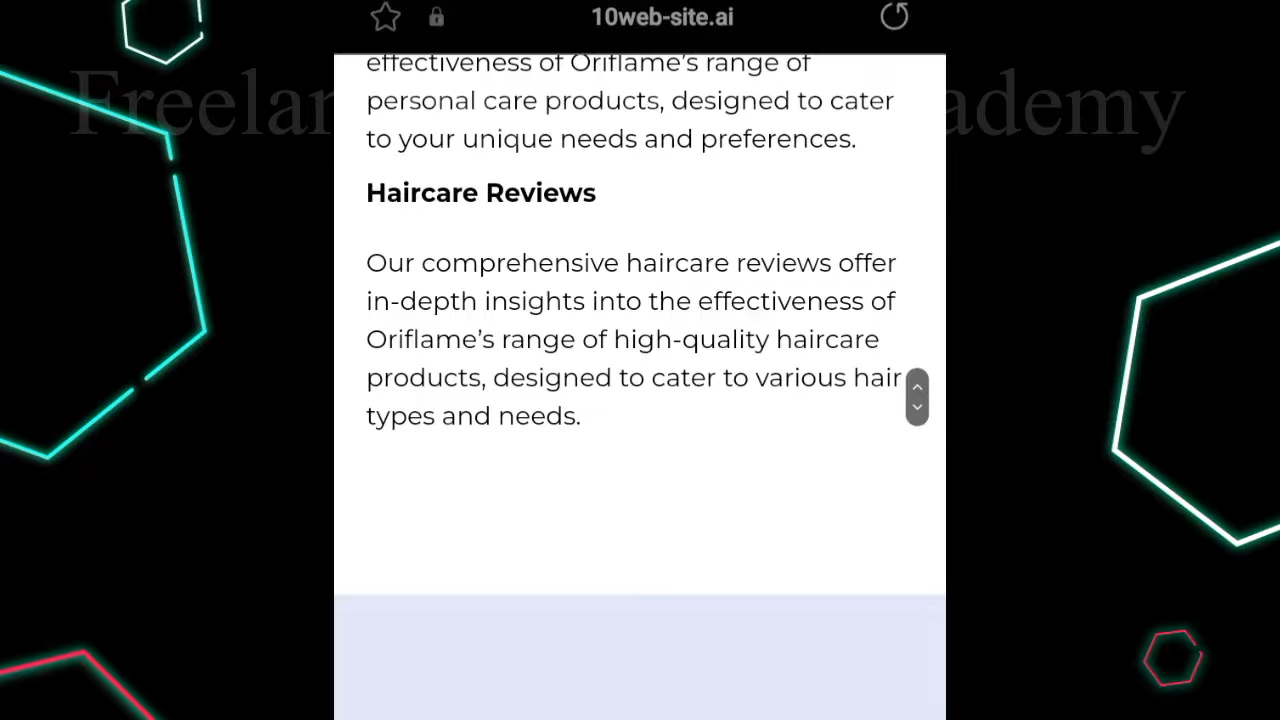 10web-site.ai
effectiveness of Oriflame's range of
personal care products, designed to cater
to your unique needs and preferences.
Haircare Reviews
Our comprehensive haircare reviews offer
in-depth insights into the effectiveness of
Oriflame's range of high-quality haircare
products, designed to cater to various hair
types and needs.